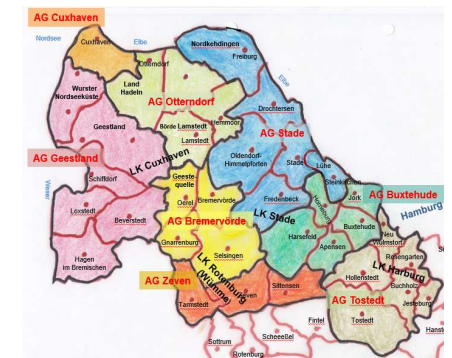 AG Cuxhaven
Nordsee
Cuxhaven
Elbe
Nordkehdingen
Otterndorf
Freiburg
Elbe
Wurster
Nordseeküste
Land
Hadeln
AG Otterndorf
Drochtersen
Geestland
Börde Lamstedt
Hemmoor
Lamstedt
AG Stade
AG Geestland
LK Cuxhaven
Oldendorf-
Himmelpforten
Stade
Lühe
Schiffdorf
Geeste-
quelle
Steinkirchen
Weser
Oerel
Bremervörde
Fredenbeck
Horneburg
Jork
AG Buxtehude
Loxstedt
Beverstedt
AG Bremervörde
LK Stade
Hamburg
Gnarrenburg
Harsefeld
Buxtehude
Neu
Wulmstorf
Hagen
im Bremischen
Selsingen
Apensen
Rosengarten
LK Harburg
AG Zeven
LK Rotenburg
(Wümme)
Hollenstedt
Buchholz
Tarmstedt
Sittensen
AG Tostedt
Jesteburg
Tostedt
Fintel
Scheeßel
Sottrum
Rotenburg